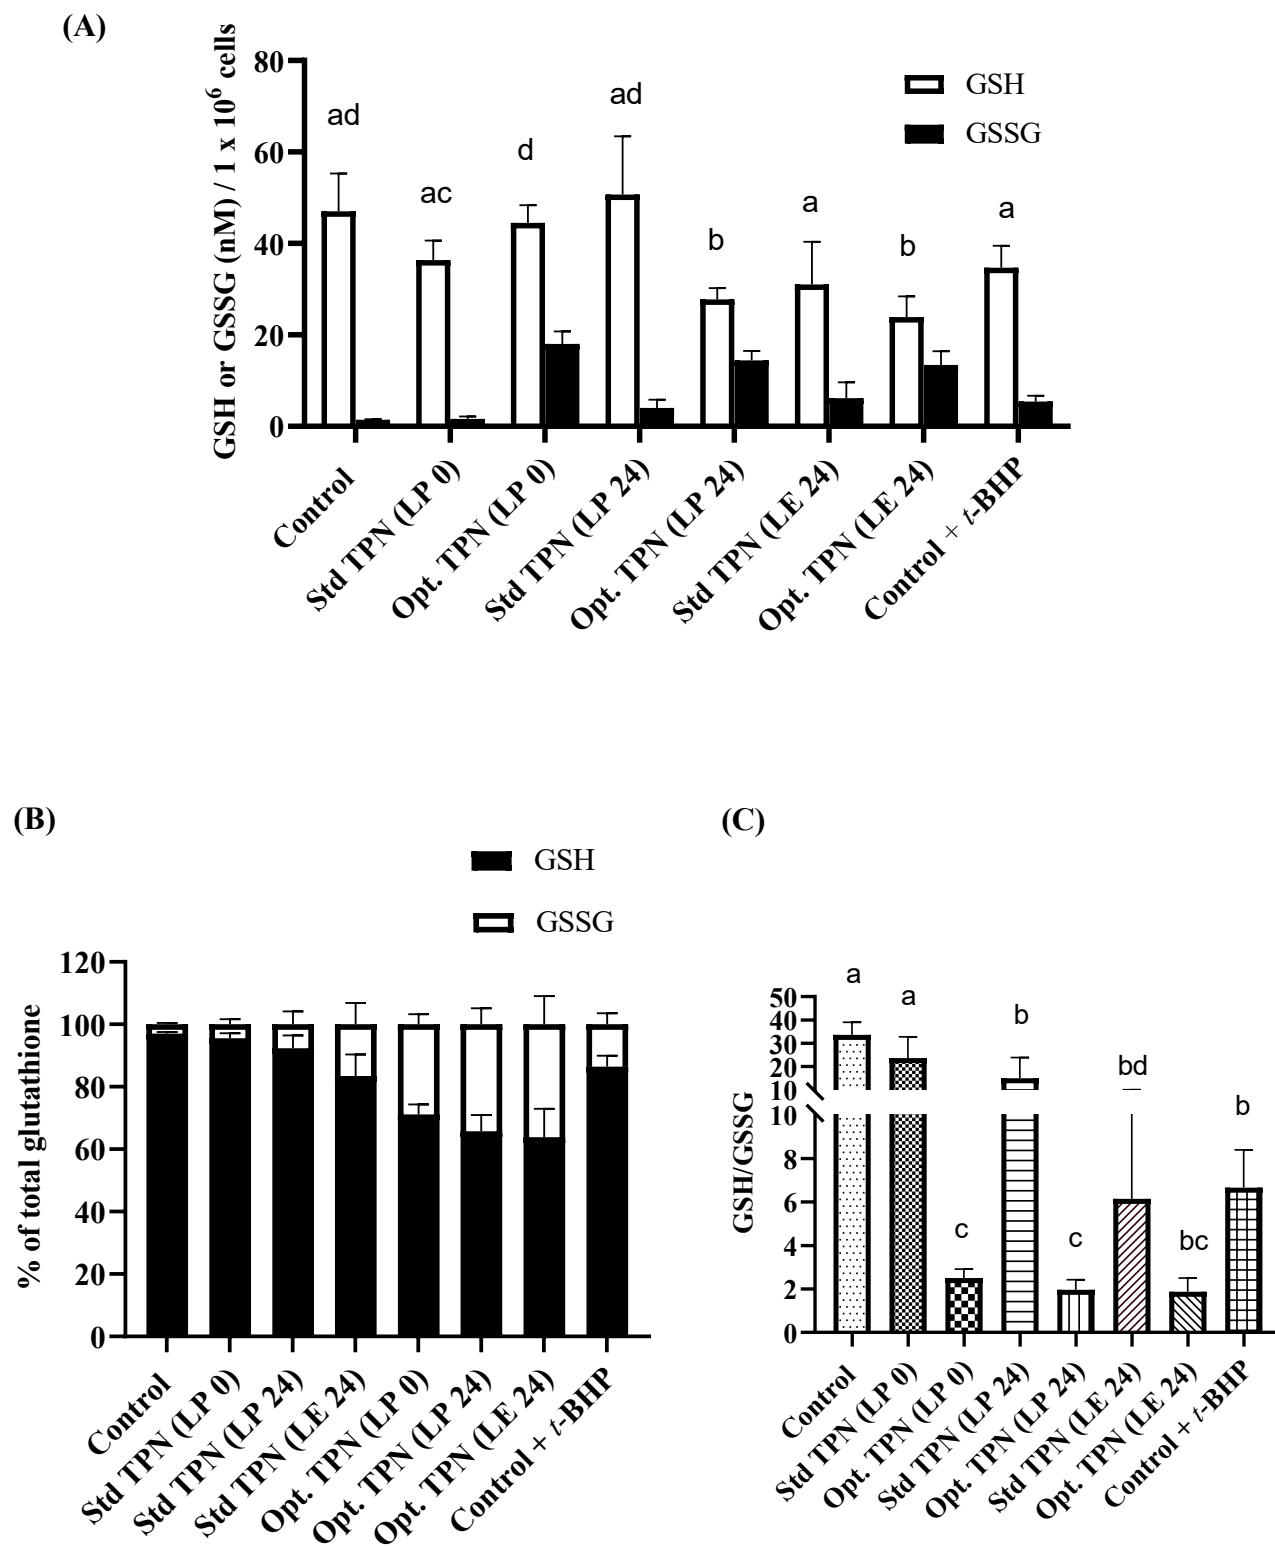 (A)
GSH or GSSG (nM) / 1 x 10⁶ cells
80
60
40
20
0
ad
ac
d
ad
b
a
b
a
GSH
GSSG
Control
Std TPN (LP 0)
Opt. TPN (LP 0)
Std TPN (LP 24)
Opt. TPN (LP 24)
Std TPN (LE 24)
Opt. TPN (LE 24)
Control + t-BHP
(B)
GSH
GSSG
% of total glutathione
120
100
80
60
40
20
0
Control
Std TPN (LP 0)
Std TPN (LP 24)
Std TPN (LE 24)
Opt. TPN (LP 0)
Opt. TPN (LP 24)
Opt. TPN (LE 24)
Control + t-BHP
(C)
GSH/GSSG
50
40
30
20
10
10
8
6
4
2
0
a
a
c
b
c
bd
bc
b
Control
Std TPN (LP 0)
Opt. TPN (LP 0)
Std TPN (LP 24)
Opt. TPN (LP 24)
Std TPN (LE 24)
Opt. TPN (LE 24)
Control + t-BHP